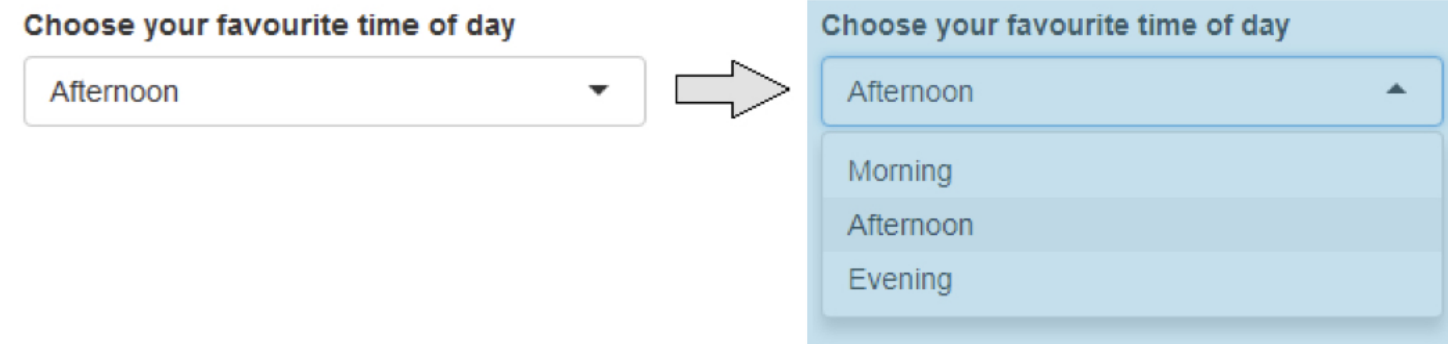 Choose your favourite time of day
Afternoon
Choose your favourite time of day
Afternoon
Morning
Afternoon
Evening